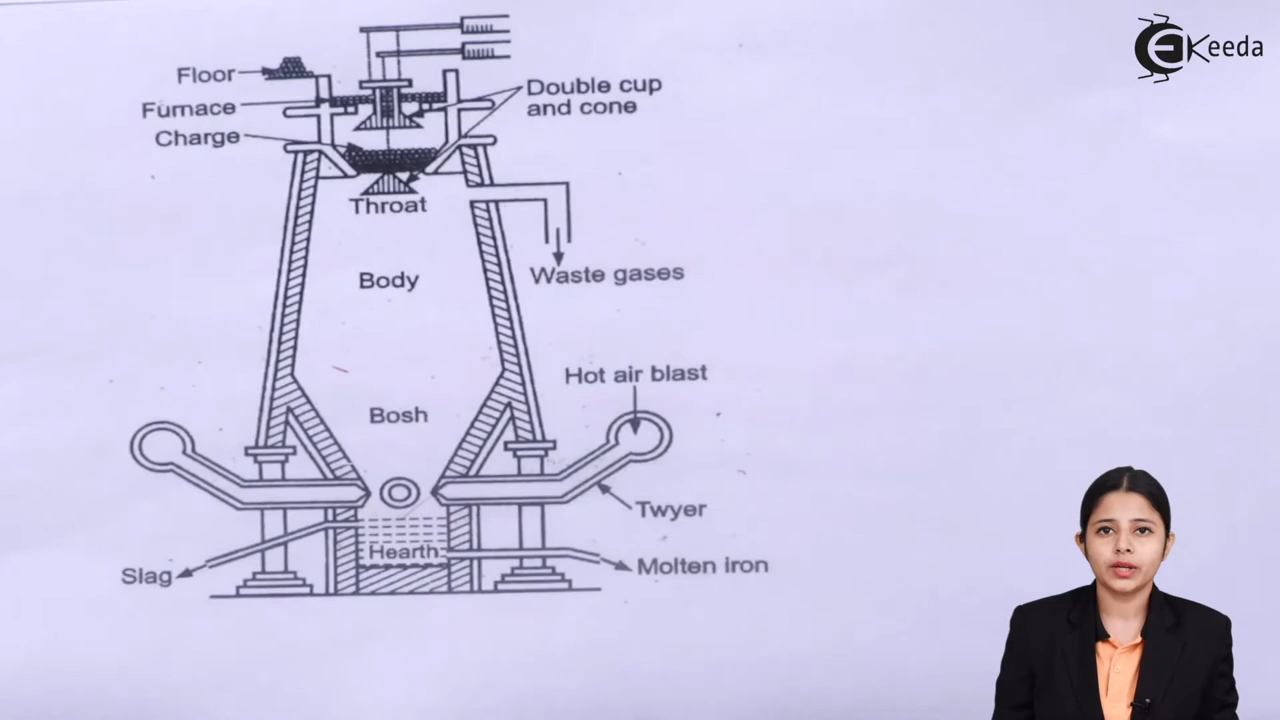 Ekeeda
Floor
Furnace
Charge
Double cup
and cone
Throat
Body
Waste gases
Hot air blast
Bosh
Twyer
Hearth
Slag
Molten iron